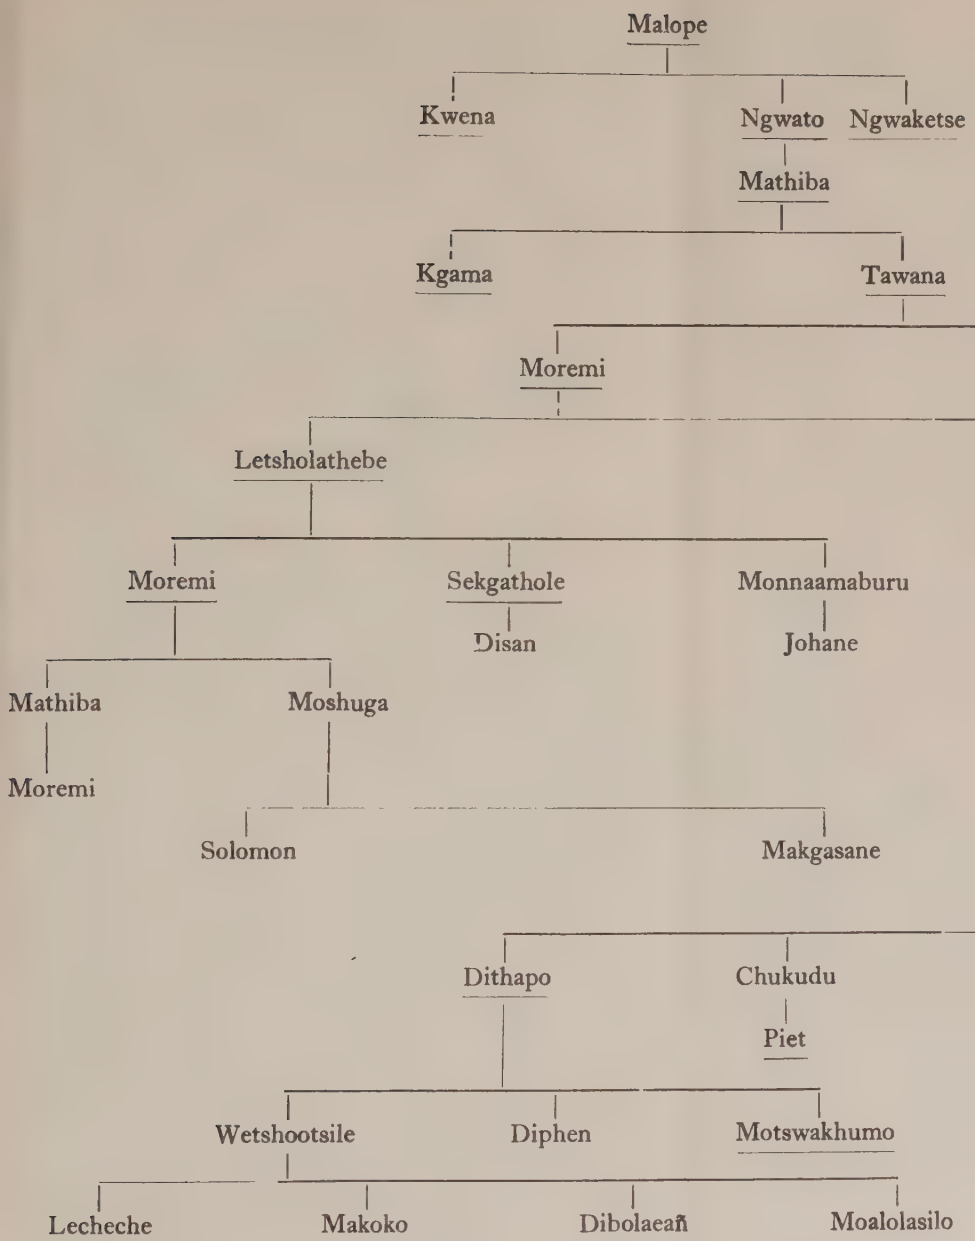 Malope
Kwena Ngwato Ngwaketse
Mathiba
Kgama Tawana
Moremi
Letsholathebe
Moremi Sekgathole Monnaamaburu
Disan Johane
Mathiba Moshuga
Moremi
Solomon Makgasane
Dithapo Chukudu
Piet
Wetshootsile Diphen Motswakhumo
Lecheche Makoko Dibolaeañ Moalolasilo